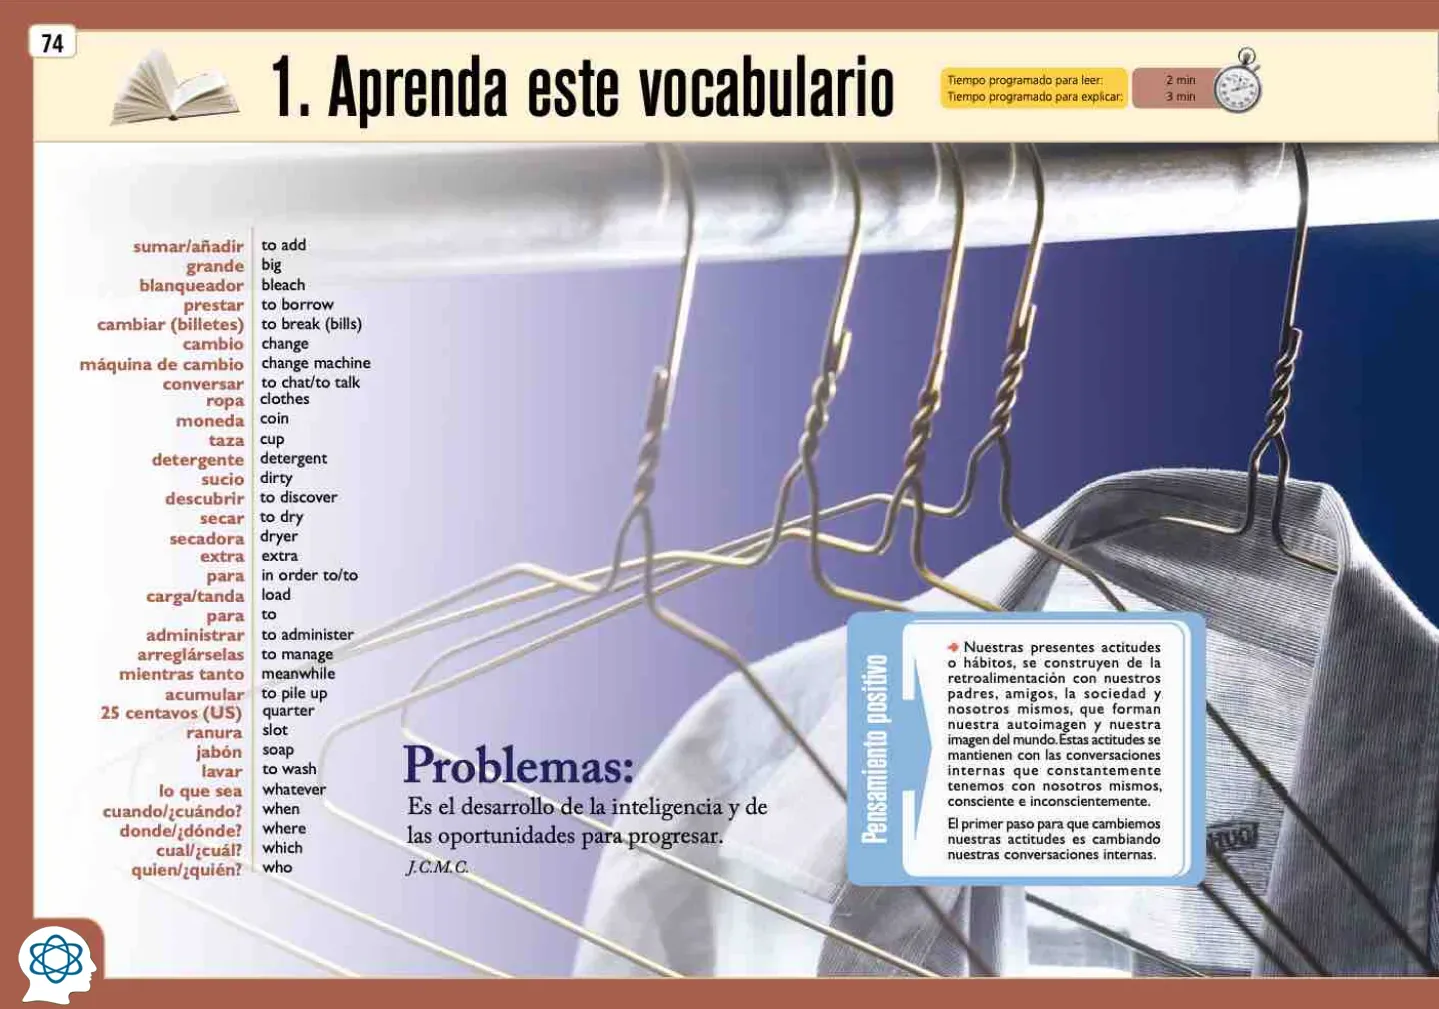 74
1. Aprenda este vocabulario
Tiempo programado para leer: 2 min
Tiempo programado para explicar: 3 min
sumar/añadir to add
grande big
blanqueador bleach
prestar to borrow
cambiar (billetes) to break (bills)
cambio change
máquina de cambio change machine
conversar to chat/to talk
ropa clothes
moneda coin
taza cup
detergente detergent
sucio dirty
descubrir to discover
secar to dry
secadora dryer
extra extra
para in order to/to
carga/tanda load
para to
administrar to administer
arreglárselas to manage
mientras tanto meanwhile
acumular to pile up
25 centavos (US) quarter
ranura slot
jabón soap
lavar to wash
lo que sea whatever
cuando/¿cuándo? when
donde/¿dónde? where
cual/¿cuál? which
quien/¿quién? who
Problemas:
Es el desarrollo de la inteligencia y de
las oportunidades para progresar.
J.C.M.C.
Pensamiento positivo
Nuestras presentes actitudes
o hábitos, se construyen de la
retroalimentación con nuestros
padres, amigos, la sociedad y
nosotros mismos, que forman
nuestra autoimagen y nuestra
imagen del mundo. Estas actitudes se
mantienen con las conversaciones
internas que constantemente
tenemos con nosotros mismos,
consciente e inconscientemente.
El primer paso para que cambiemos
nuestras actitudes es cambiando
nuestras conversaciones internas.